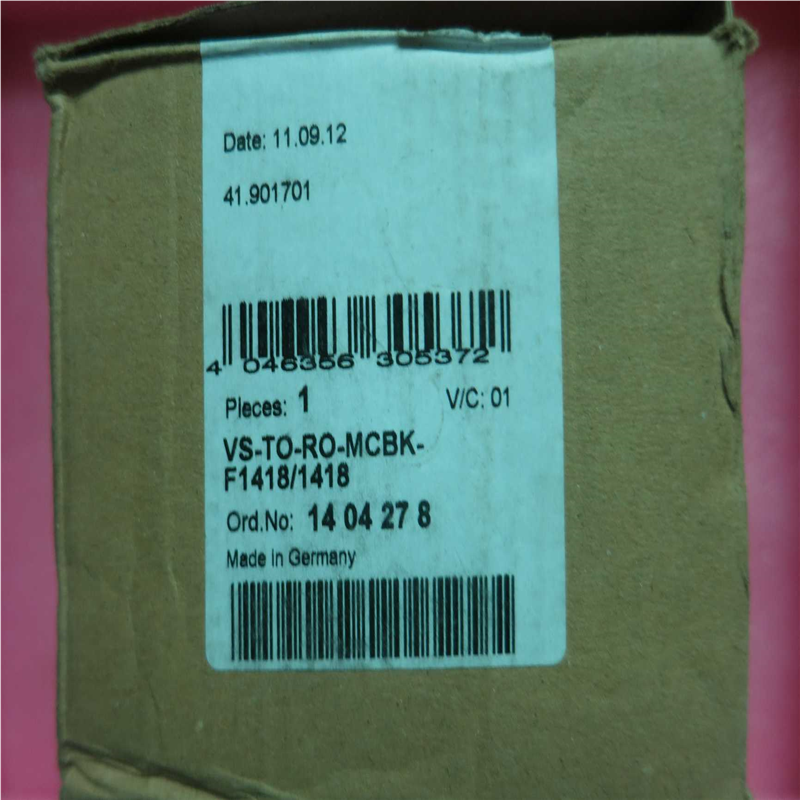 Date: 11.09.12
41.901701
4 046356 305372
Pieces: 1 V/C: 01
VS-TO-RO-MCBK-
F1418/1418
Ord.No: 14 04 27 8
Made in Germany